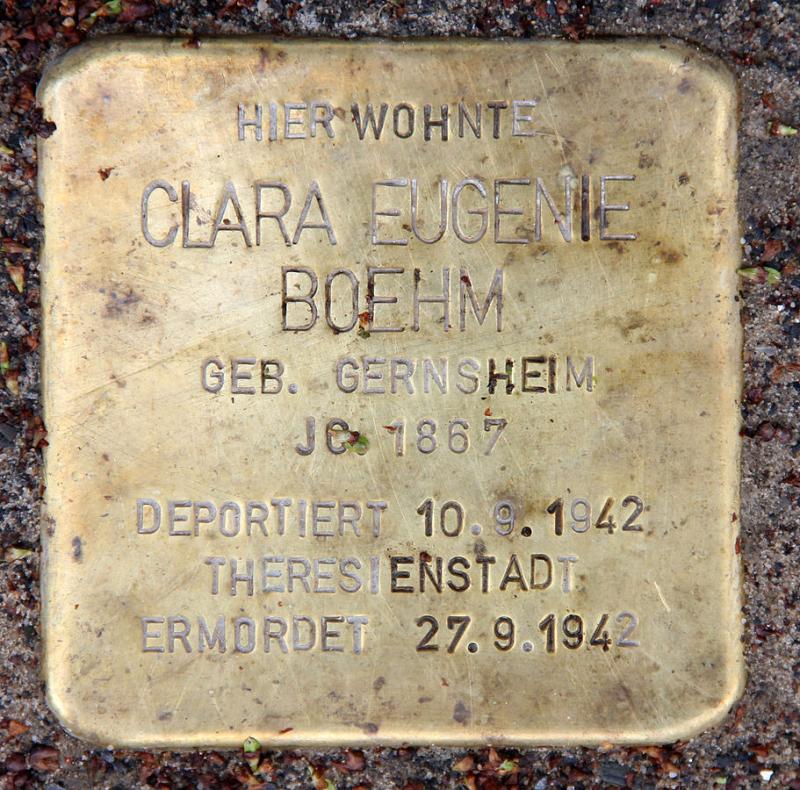 HIER WOHNTE
CLARA EUGENIE
BOEHM
GEB. GERNSHEIM
JG. 1867
DEPORTIERT 10.9.1942
THERESIENSTADT
ERMORDET 27.9.1942